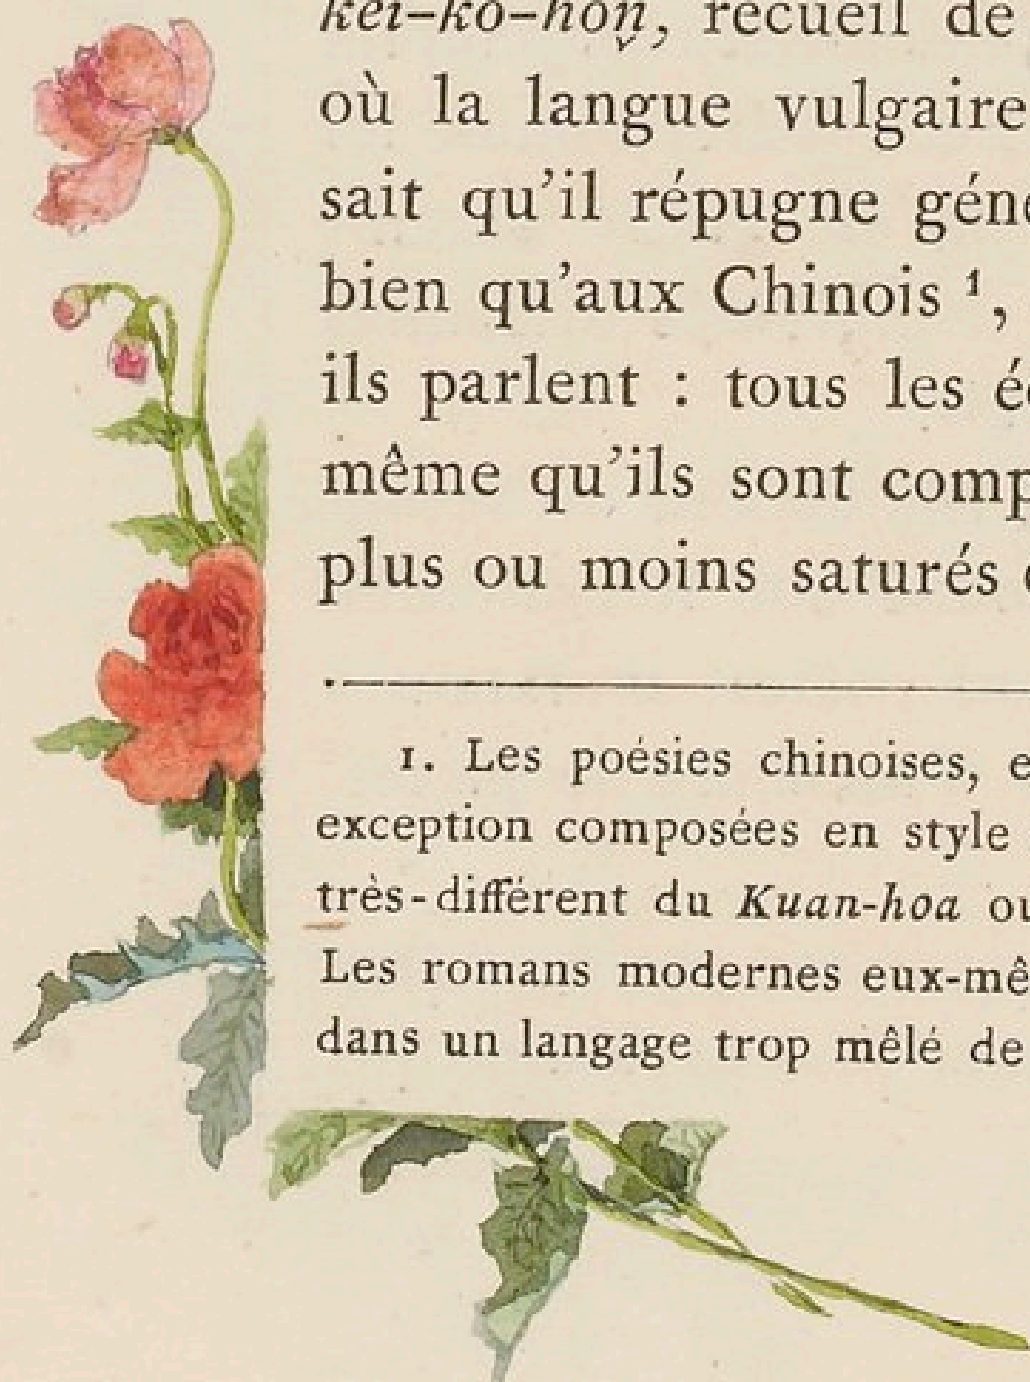 kei-ko-hon̬, recueil de
où la langue vulgaire
sait qu’il répugne géné
bien qu’aux Chinois ¹,
ils parlent : tous les é
même qu’ils sont comp
plus ou moins saturés
1. Les poésies chinoises, e
exception composées en style
très-différent du Kuan-hoa ou
Les romans modernes eux-mê
dans un langage trop mêlé de